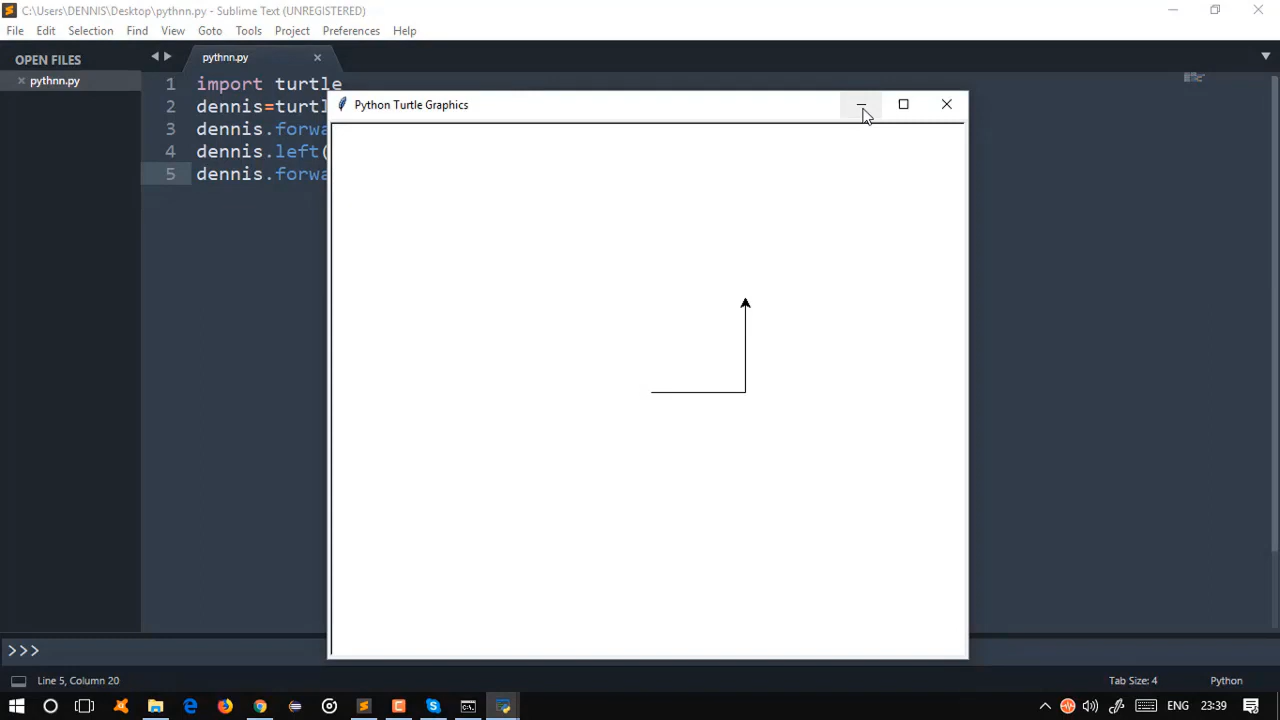 C:\Users\DENNIS\Desktop\pythnn.py - Sublime Text (UNREGISTERED)
File Edit Selection Find View Goto Tools Project Preferences Help
OPEN FILES
pythnn.py
pythnn.py
1 import turtle
2 dennis=turtl
3 dennis.forwa
4 dennis.left(
5 dennis.forwa
Python Turtle Graphics
>>>
Line 5, Column 20
Tab Size: 4
Python
ENG 23:39